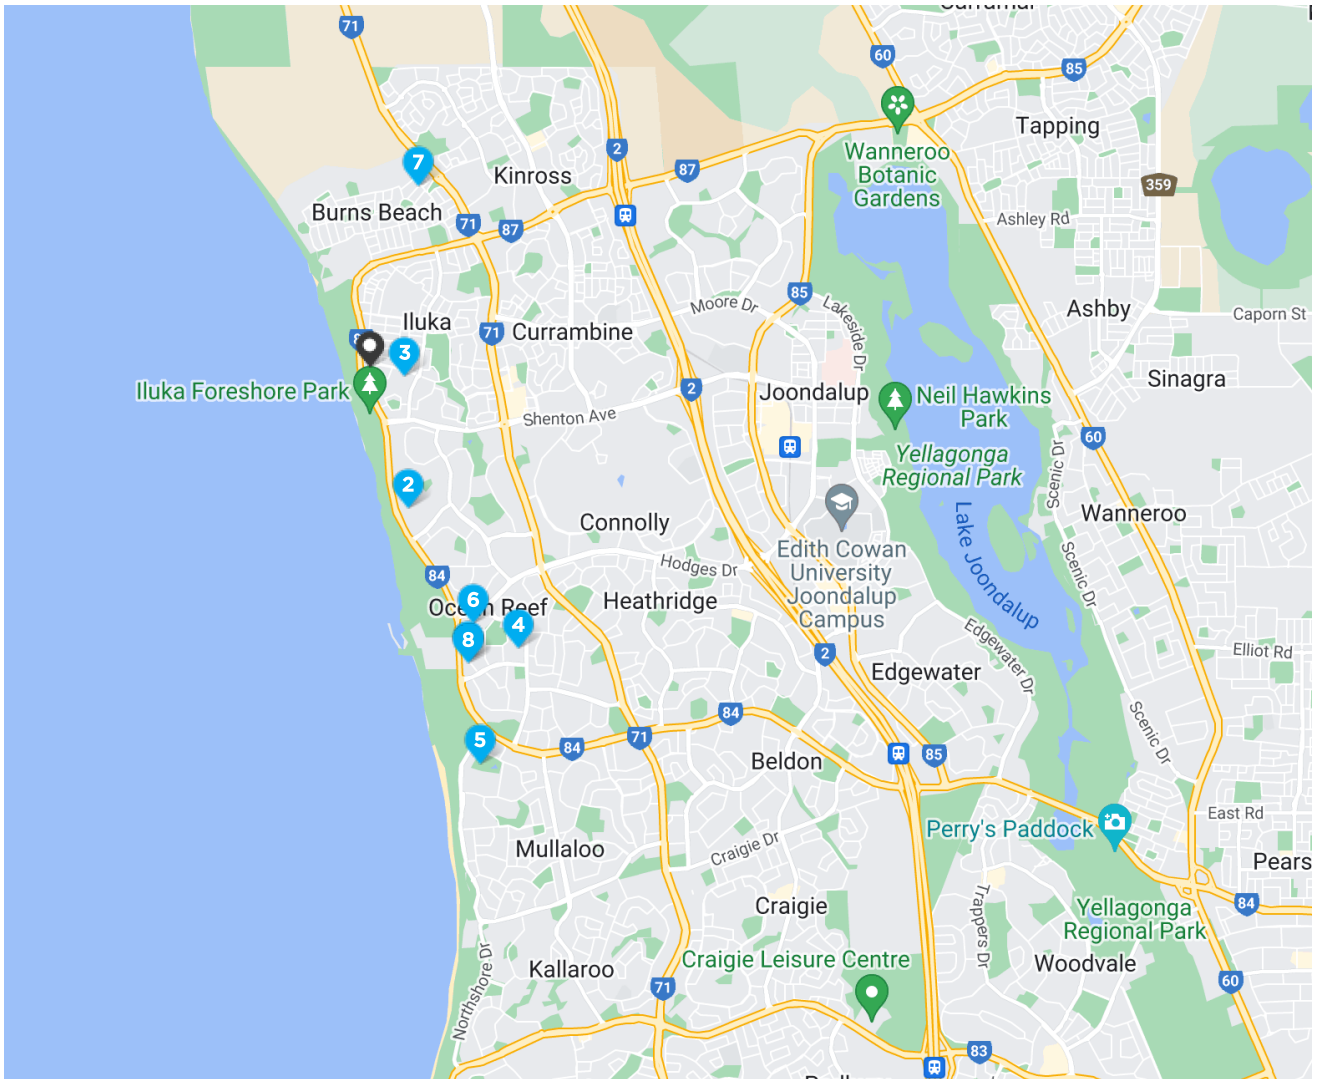 71
60
85
Tapping
Wanneroo
Botanic
Gardens
2
87
7
Kinross
359
Burns Beach
71
87
Ashley Rd
85
Moore Dr
Lakeside Dr
Ashby
Caporn St
Iluka
71
Currambine
3
Iluka Foreshore Park
2
Joondalup
Neil Hawkins
Park
Sinagra
Shenton Ave
60
Yellagonga
Regional Park
2
Scenic Dr
Connolly
Edith Cowan
University
Joondalup
Campus
Lake Joondalup
Wanneroo
Hodges Dr
Scenic Dr
84
6
Ocean Reef
4
8
Heathridge
2
Edgewater
Edgewater Dr
Elliot Rd
84
71
84
5
85
Scenic Dr
Beldon
Perry's Paddock
East Rd
Mullaloo
Craigie Dr
Pears
Craigie
Trappers Dr
84
Yellagonga
Regional Park
Craigie Leisure Centre
Woodvale
Kallaroo
Northshore Dr
71
60
83